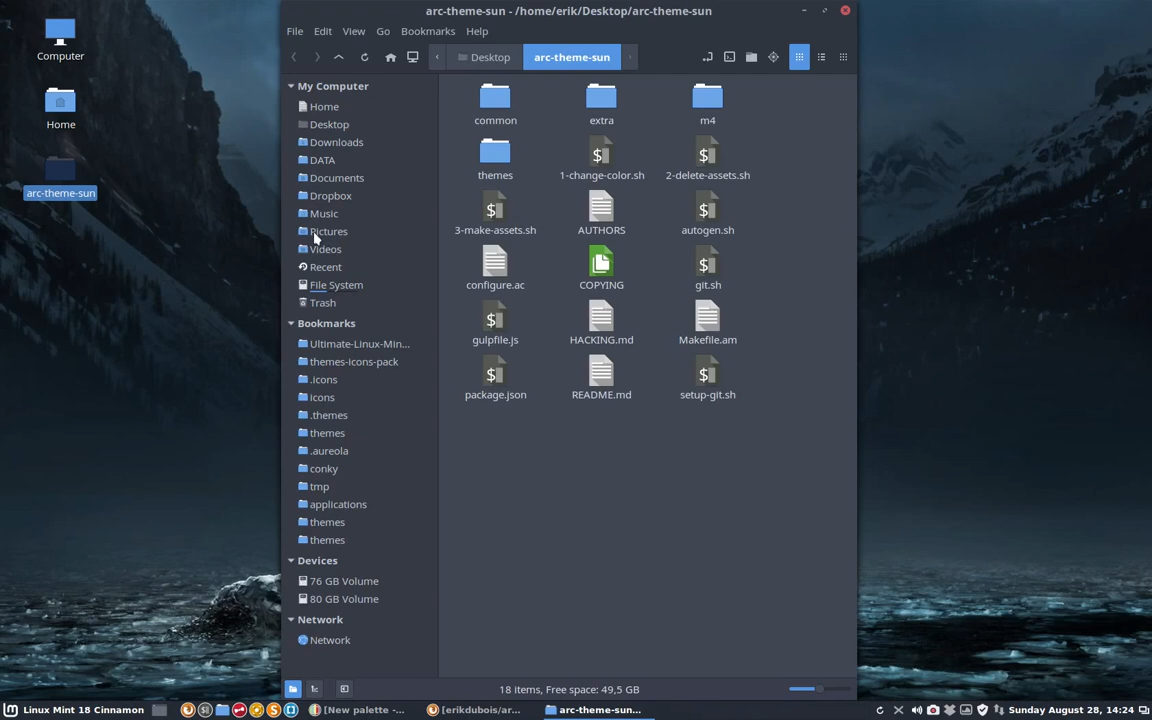 arc-theme-sun - /home/erik/Desktop/arc-theme-sun
File Edit View Go Bookmarks Help
Desktop arc-theme-sun
Computer
Home
arc-theme-sun
My Computer
Home
Desktop
Downloads
DATA
Documents
Dropbox
Music
Pictures
Videos
Recent
File System
Trash
Bookmarks
Ultimate-Linux-Min...
themes-icons-pack
.icons
icons
.themes
themes
.aureola
conky
tmp
applications
themes
themes
Devices
76 GB Volume
80 GB Volume
Network
Network
common extra m4
themes 1-change-color.sh 2-delete-assets.sh
3-make-assets.sh AUTHORS autogen.sh
configure.ac COPYING git.sh
gulpfile.js HACKING.md Makefile.am
package.json README.md setup-git.sh
18 items, Free space: 49,5 GB
Linux Mint 18 Cinnamon [New palette -... [erikdubois/ar... arc-theme-sun... Sunday August 28, 14:24